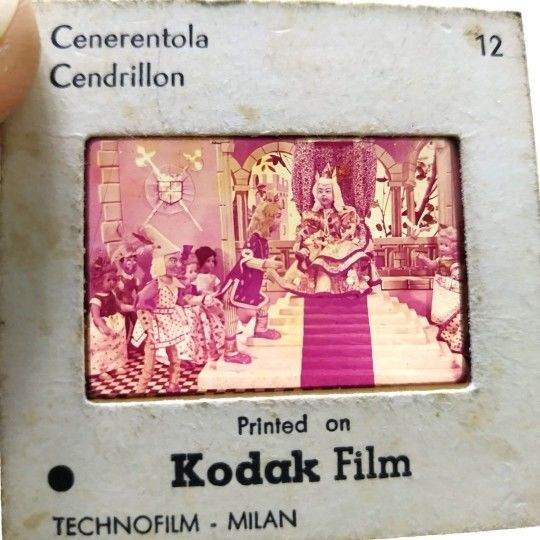 Cenerentola
12
Cendrillon
Printed on
Kodak Film
TECHNOFILM - MILAN